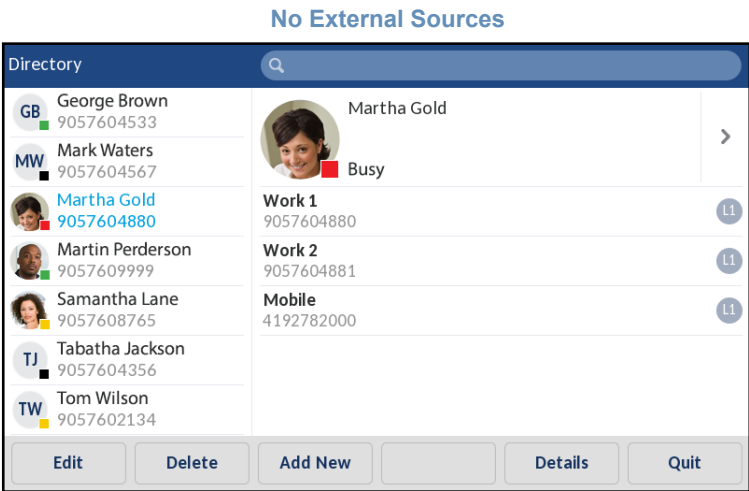 No External Sources
Directory
GB
George Brown
9057604533
MW
Mark Waters
9057604567
Martha Gold
9057604880
Martin Perderson
9057609999
Samantha Lane
9057608765
TJ
Tabatha Jackson
9057604356
TW
Tom Wilson
9057602134
Martha Gold
Busy
Work 1
9057604880
L1
Work 2
9057604881
L1
Mobile
4192782000
L1
Edit
Delete
Add New
Details
Quit